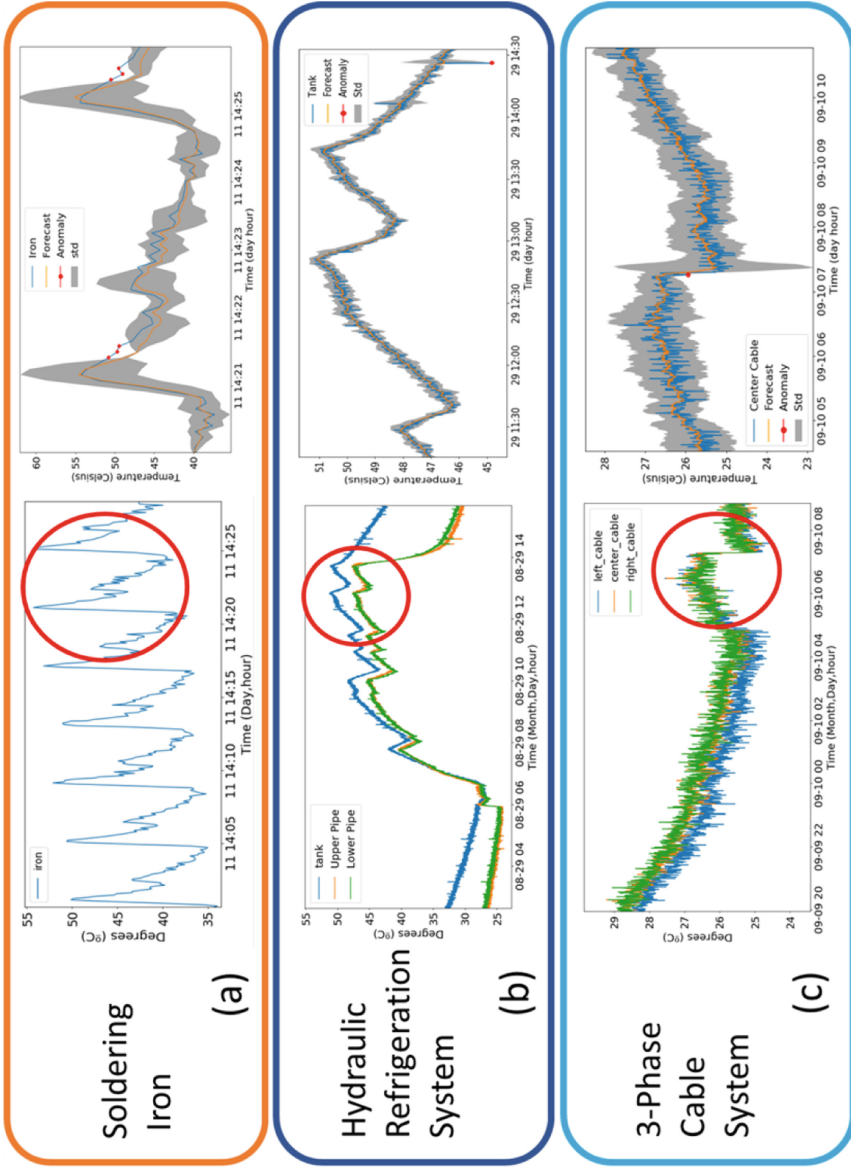 Soldering
Iron
(a)
Degrees (ºC)
55
50
45
40
35
iron
11 14:05
11 14:10
11 14:15
11 14:20
11 14:25
Time (Day,hour)
Temperature (Celsius)
60
55
50
45
40
Iron
Forecast
Anomaly
std
11 14:21
11 14:22
11 14:23
11 14:24
11 14:25
Time (day hour)
Hydraulic
Refrigeration
System
(b)
Degrees (ºC)
55
50
45
40
35
30
25
tank
Upper Pipe
Lower Pipe
08-29 04
08-29 06
08-29 08
08-29 10
08-29 12
08-29 14
Time (Month,Day,hour)
Temperature (Celsius)
51
50
49
48
47
46
45
Tank
Forecast
Anomaly
Std
29 11:30
29 12:00
29 12:30
29 13:00
29 13:30
29 14:00
29 14:30
Time (day hour)
3-Phase
Cable
System
(c)
Degrees (ºC)
29
28
27
26
25
24
left_cable
center_cable
right_cable
09-09 20
09-09 22
09-10 00
09-10 02
09-10 04
09-10 06
09-10 08
Time (Month,Day,hour)
Temperature (Celsius)
28
27
26
25
24
23
Center Cable
Forecast
Anomaly
Std
09-10 05
09-10 06
09-10 07
09-10 08
09-10 09
09-10 10
Time (day hour)